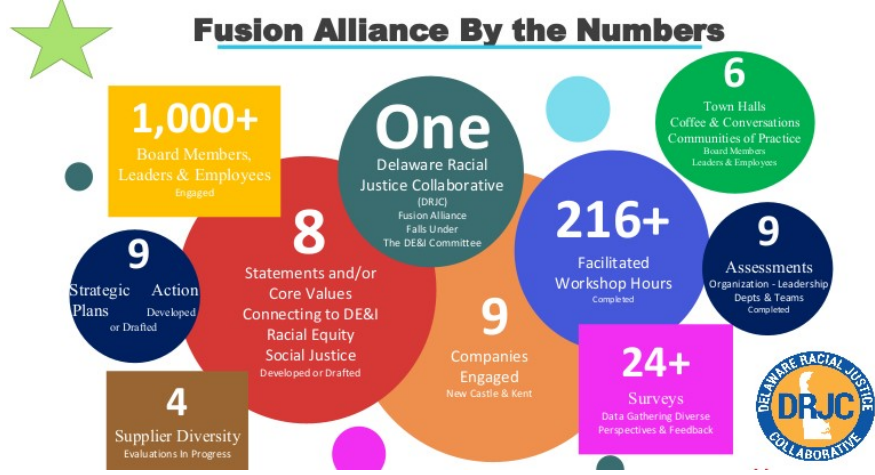 Fusion Alliance By the Numbers
1,000+
Board Members,
Leaders & Employees
Engaged
One
Delaware Racial
Justice Collaborative
(DRJC)
Fusion Alliance
Falls Under
The DE&I Committee
6
Town Halls
Coffee & Conversations
Communities of Practice
Board Members
Leaders & Employees
9
Strategic Action
Plans Developed
or Drafted
8
Statements and/or
Core Values
Connecting to DE&I
Racial Equity
Social Justice
Developed or Drafted
216+
Facilitated
Workshop Hours
Completed
9
Assessments
Organization - Leadership
Depts & Teams
Completed
4
Supplier Diversity
Evaluations In Progress
9
Companies
Engaged
New Castle & Kent
24+
Surveys
Data Gathering Diverse
Perspectives & Feedback
DELAWARE RACIAL JUSTICE
DRJC
COLLABORATIVE